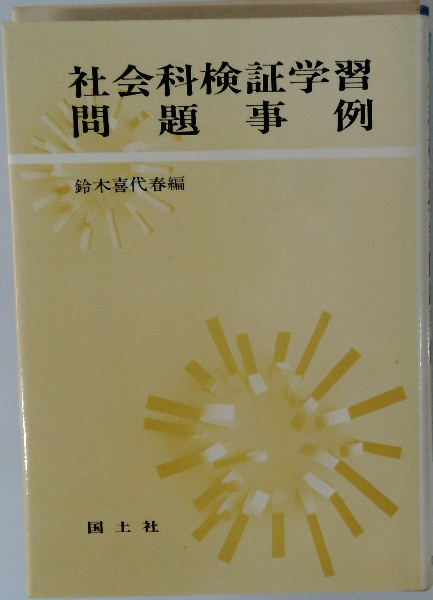 社会科検証学習
問題事例
鈴木喜代春編
国土社